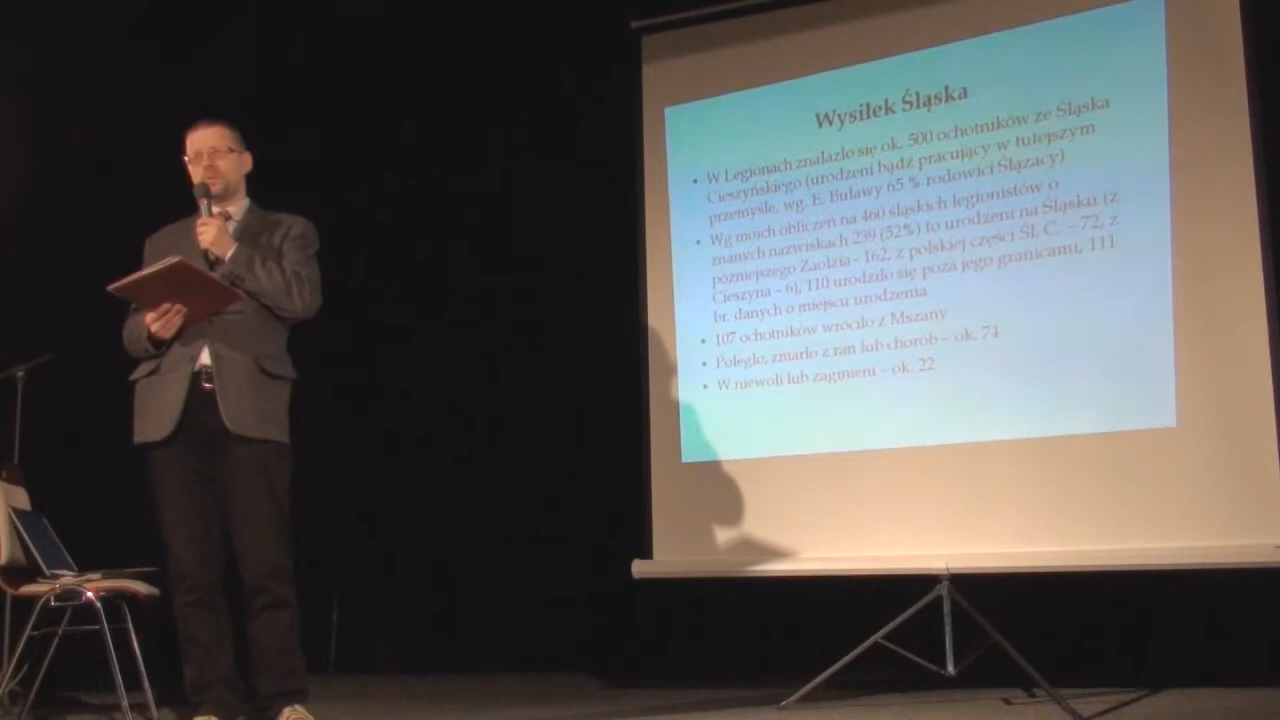 Wysiłek Śląska
• W Legionach znalazło się ok. 500 ochotników ze Śląska
Cieszyńskiego (urodzeni bądź pracujący w tutejszym
przemyśle, wg. E. Buławy 65 % rodowici Ślązacy)
• Wg moich obliczeń na 460 śląskich legionistów o
znanych nazwiskach 239 (52%) to urodzeni na Śląsku (z
późniejszego Zaolzia - 162, z polskiej części Śl. C. – 72, z
Cieszyna – 6), 110 urodziło się poza jego granicami, 111
br. danych o miejscu urodzenia
• 107 ochotników wróciło z Mszany
• Poległo, zmarło z ran lub chorób – ok. 74
• W niewoli lub zaginieni – ok. 22